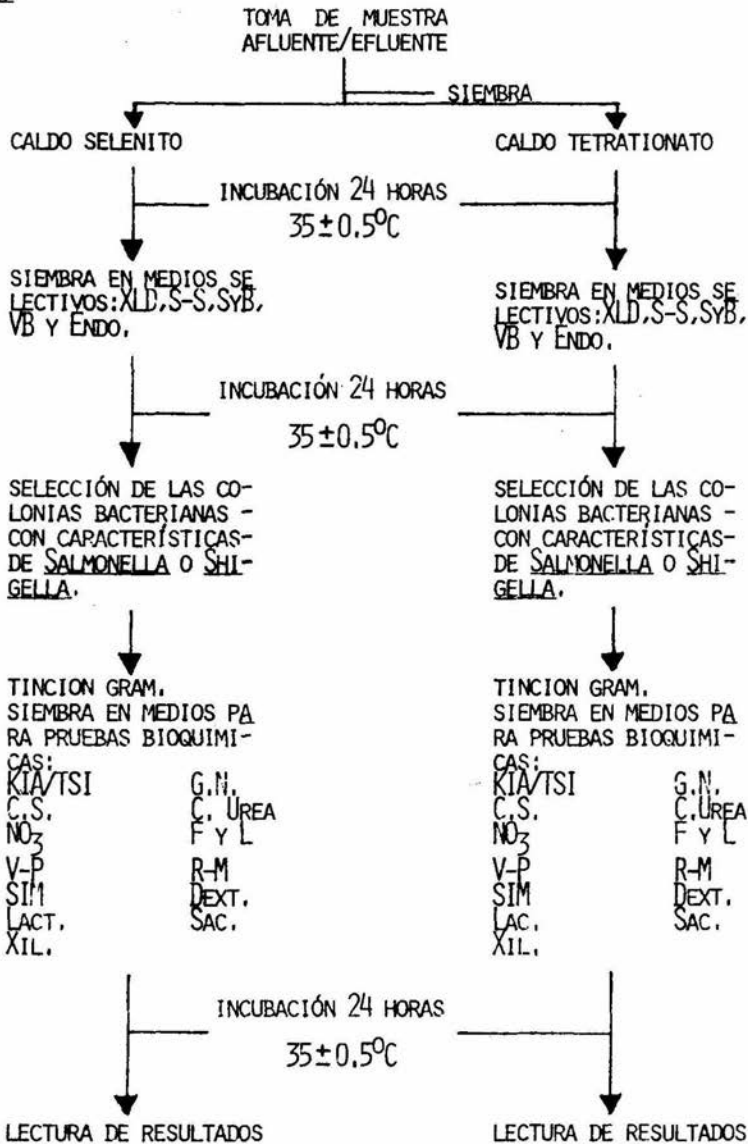 TOMA DE MUESTRA
AFLUENTE/EFLUENTE
SIEMBRA
CALDO SELENITO
CALDO TETRATIONATO
INCUBACIÓN 24 HORAS
35±0.5ºC
SIEMBRA EN MEDIOS SE
LECTIVOS:XLD,S-S,SYB,
VB Y ENDO.
SIEMBRA EN MEDIOS SE
LECTIVOS:XLD,S-S,SYB,
VB Y ENDO.
INCUBACIÓN 24 HORAS
35±0.5ºC
SELECCIÓN DE LAS CO-
LONIAS BACTERIANAS -
CON CARACTERÍSTICAS-
DE SALMONELLA O SHI-
GELLA.
SELECCIÓN DE LAS CO-
LONIAS BACTERIANAS -
CON CARACTERÍSTICAS-
DE SALMONELLA O SHI-
GELLA.
TINCION GRAM.
SIEMBRA EN MEDIOS PA
RA PRUEBAS BIOQUIMI-
CAS:
KIA/TSI G.N.
C.S. C. UREA
NO3 F Y L
V-P R-M
SIM DEXT.
LACT. SAC.
XIL.
TINCION GRAM.
SIEMBRA EN MEDIOS PA
RA PRUEBAS BIOQUIMI-
CAS:
KIA/TSI G.N.
C.S. C.UREA
NO3 F Y L
V-P R-M
SIM DEXT.
LAC. SAC.
XIL.
INCUBACIÓN 24 HORAS
35±0.5ºC
LECTURA DE RESULTADOS
LECTURA DE RESULTADOS